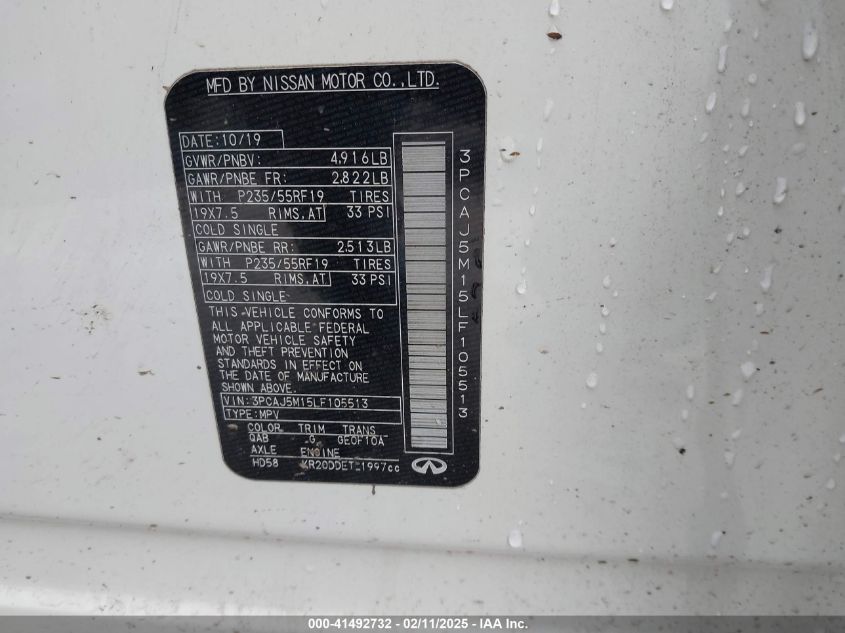 MFD BY NISSAN MOTOR CO.,LTD.
DATE:10/19
GVWR/PNBV: 4,916LB
GAWR/PNBE FR: 2,822LB
WITH P235/55RF19 TIRES
19X7.5 RIMS,AT 33 PSI
COLD SINGLE
GAWR/PNBE RR: 2,513LB
WITH P235/55RF19 TIRES
19X7.5 RIMS,AT 33 PSI
COLD SINGLE
THIS VEHICLE CONFORMS TO
ALL APPLICABLE FEDERAL
MOTOR VEHICLE SAFETY
AND THEFT PREVENTION
STANDARDS IN EFFECT ON
THE DATE OF MANUFACTURE
SHOWN ABOVE.
VIN:3PCAJ5M15LF105513
TYPE:MPV
COLOR TRIM TRANS
QAB G GE0F10A
AXLE ENGINE
HD58 KR20DDET-1997cc
3PCAJ5M15LF105513
000-41492732 - 02/11/2025 - IAA Inc.